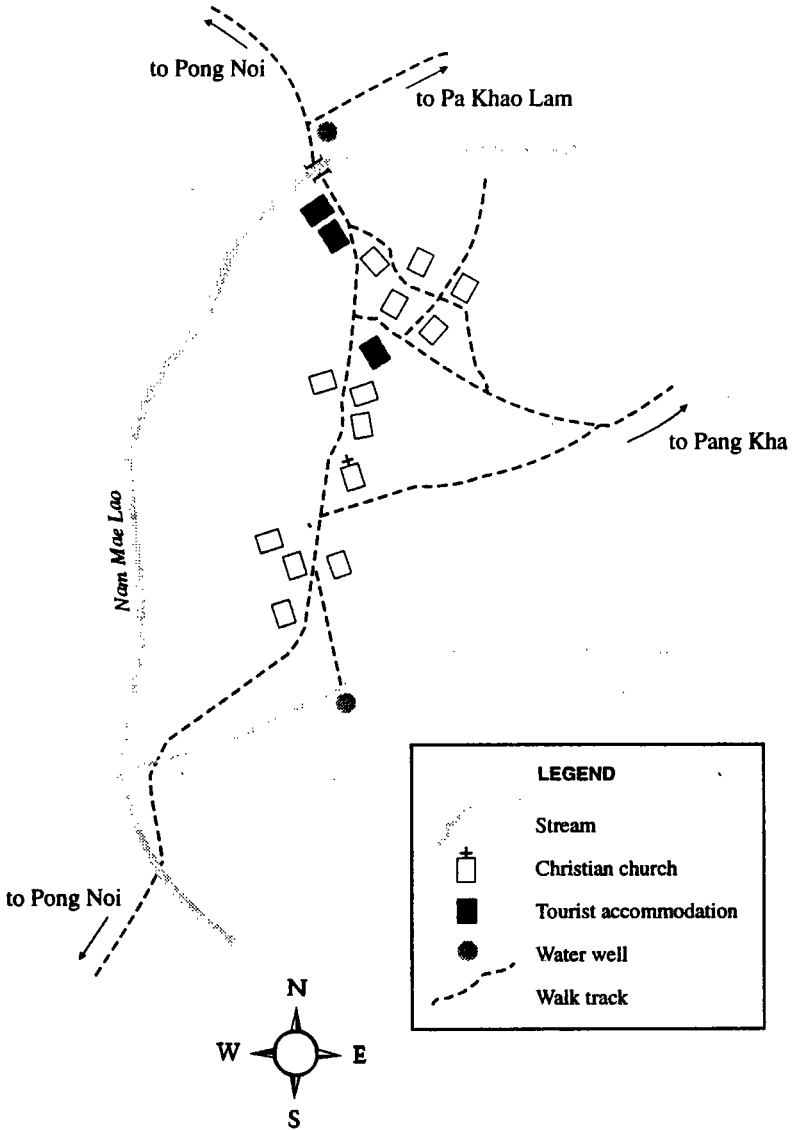 to Pong Noi
to Pa Khao Lam
to Pang Kha
Nam Mae Lao
LEGEND
Stream
Christian church
Tourist accommodation
Water well
Walk track
to Pong Noi
N
W E
S